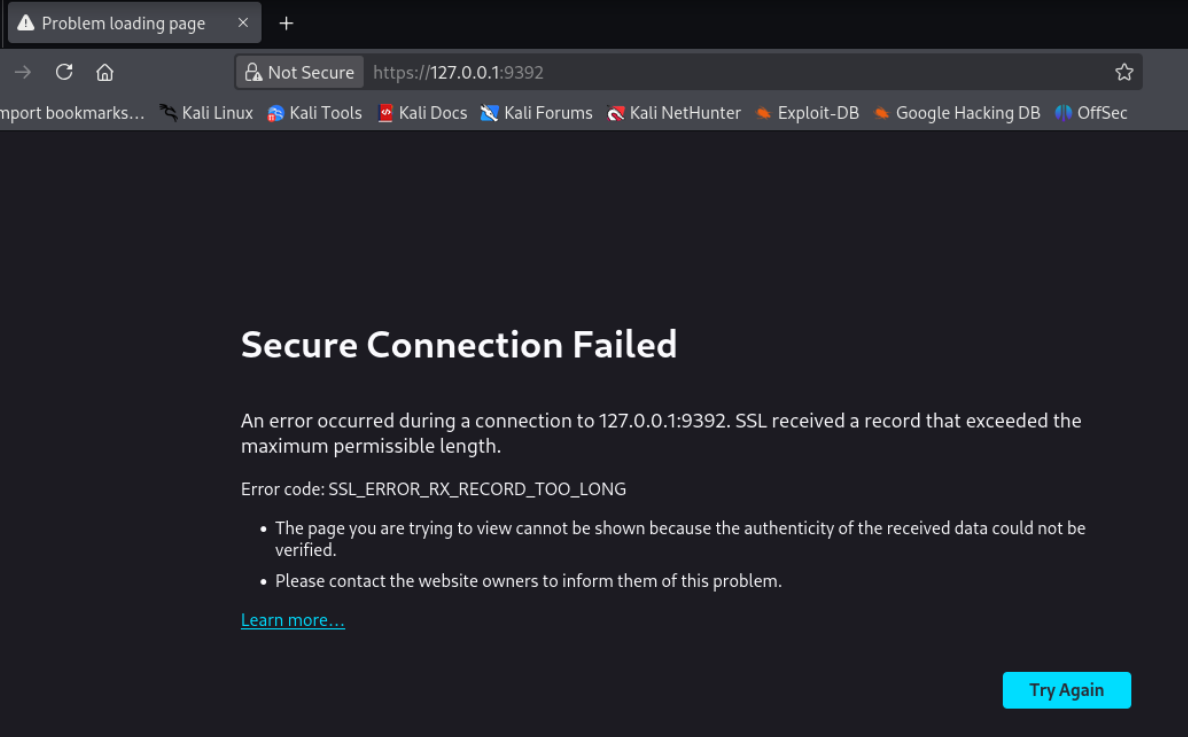 Problem loading page
Not Secure https://127.0.0.1:9392
mport bookmarks... Kali Linux Kali Tools Kali Docs Kali Forums Kali NetHunter Exploit-DB Google Hacking DB OffSec
Secure Connection Failed
An error occurred during a connection to 127.0.0.1:9392. SSL received a record that exceeded the
maximum permissible length.
Error code: SSL_ERROR_RX_RECORD_TOO_LONG
• The page you are trying to view cannot be shown because the authenticity of the received data could not be
verified.
• Please contact the website owners to inform them of this problem.
Learn more...
Try Again